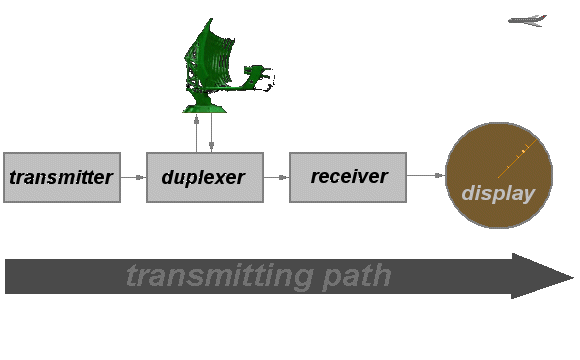 transmitter
duplexer
receiver
display
transmitting path